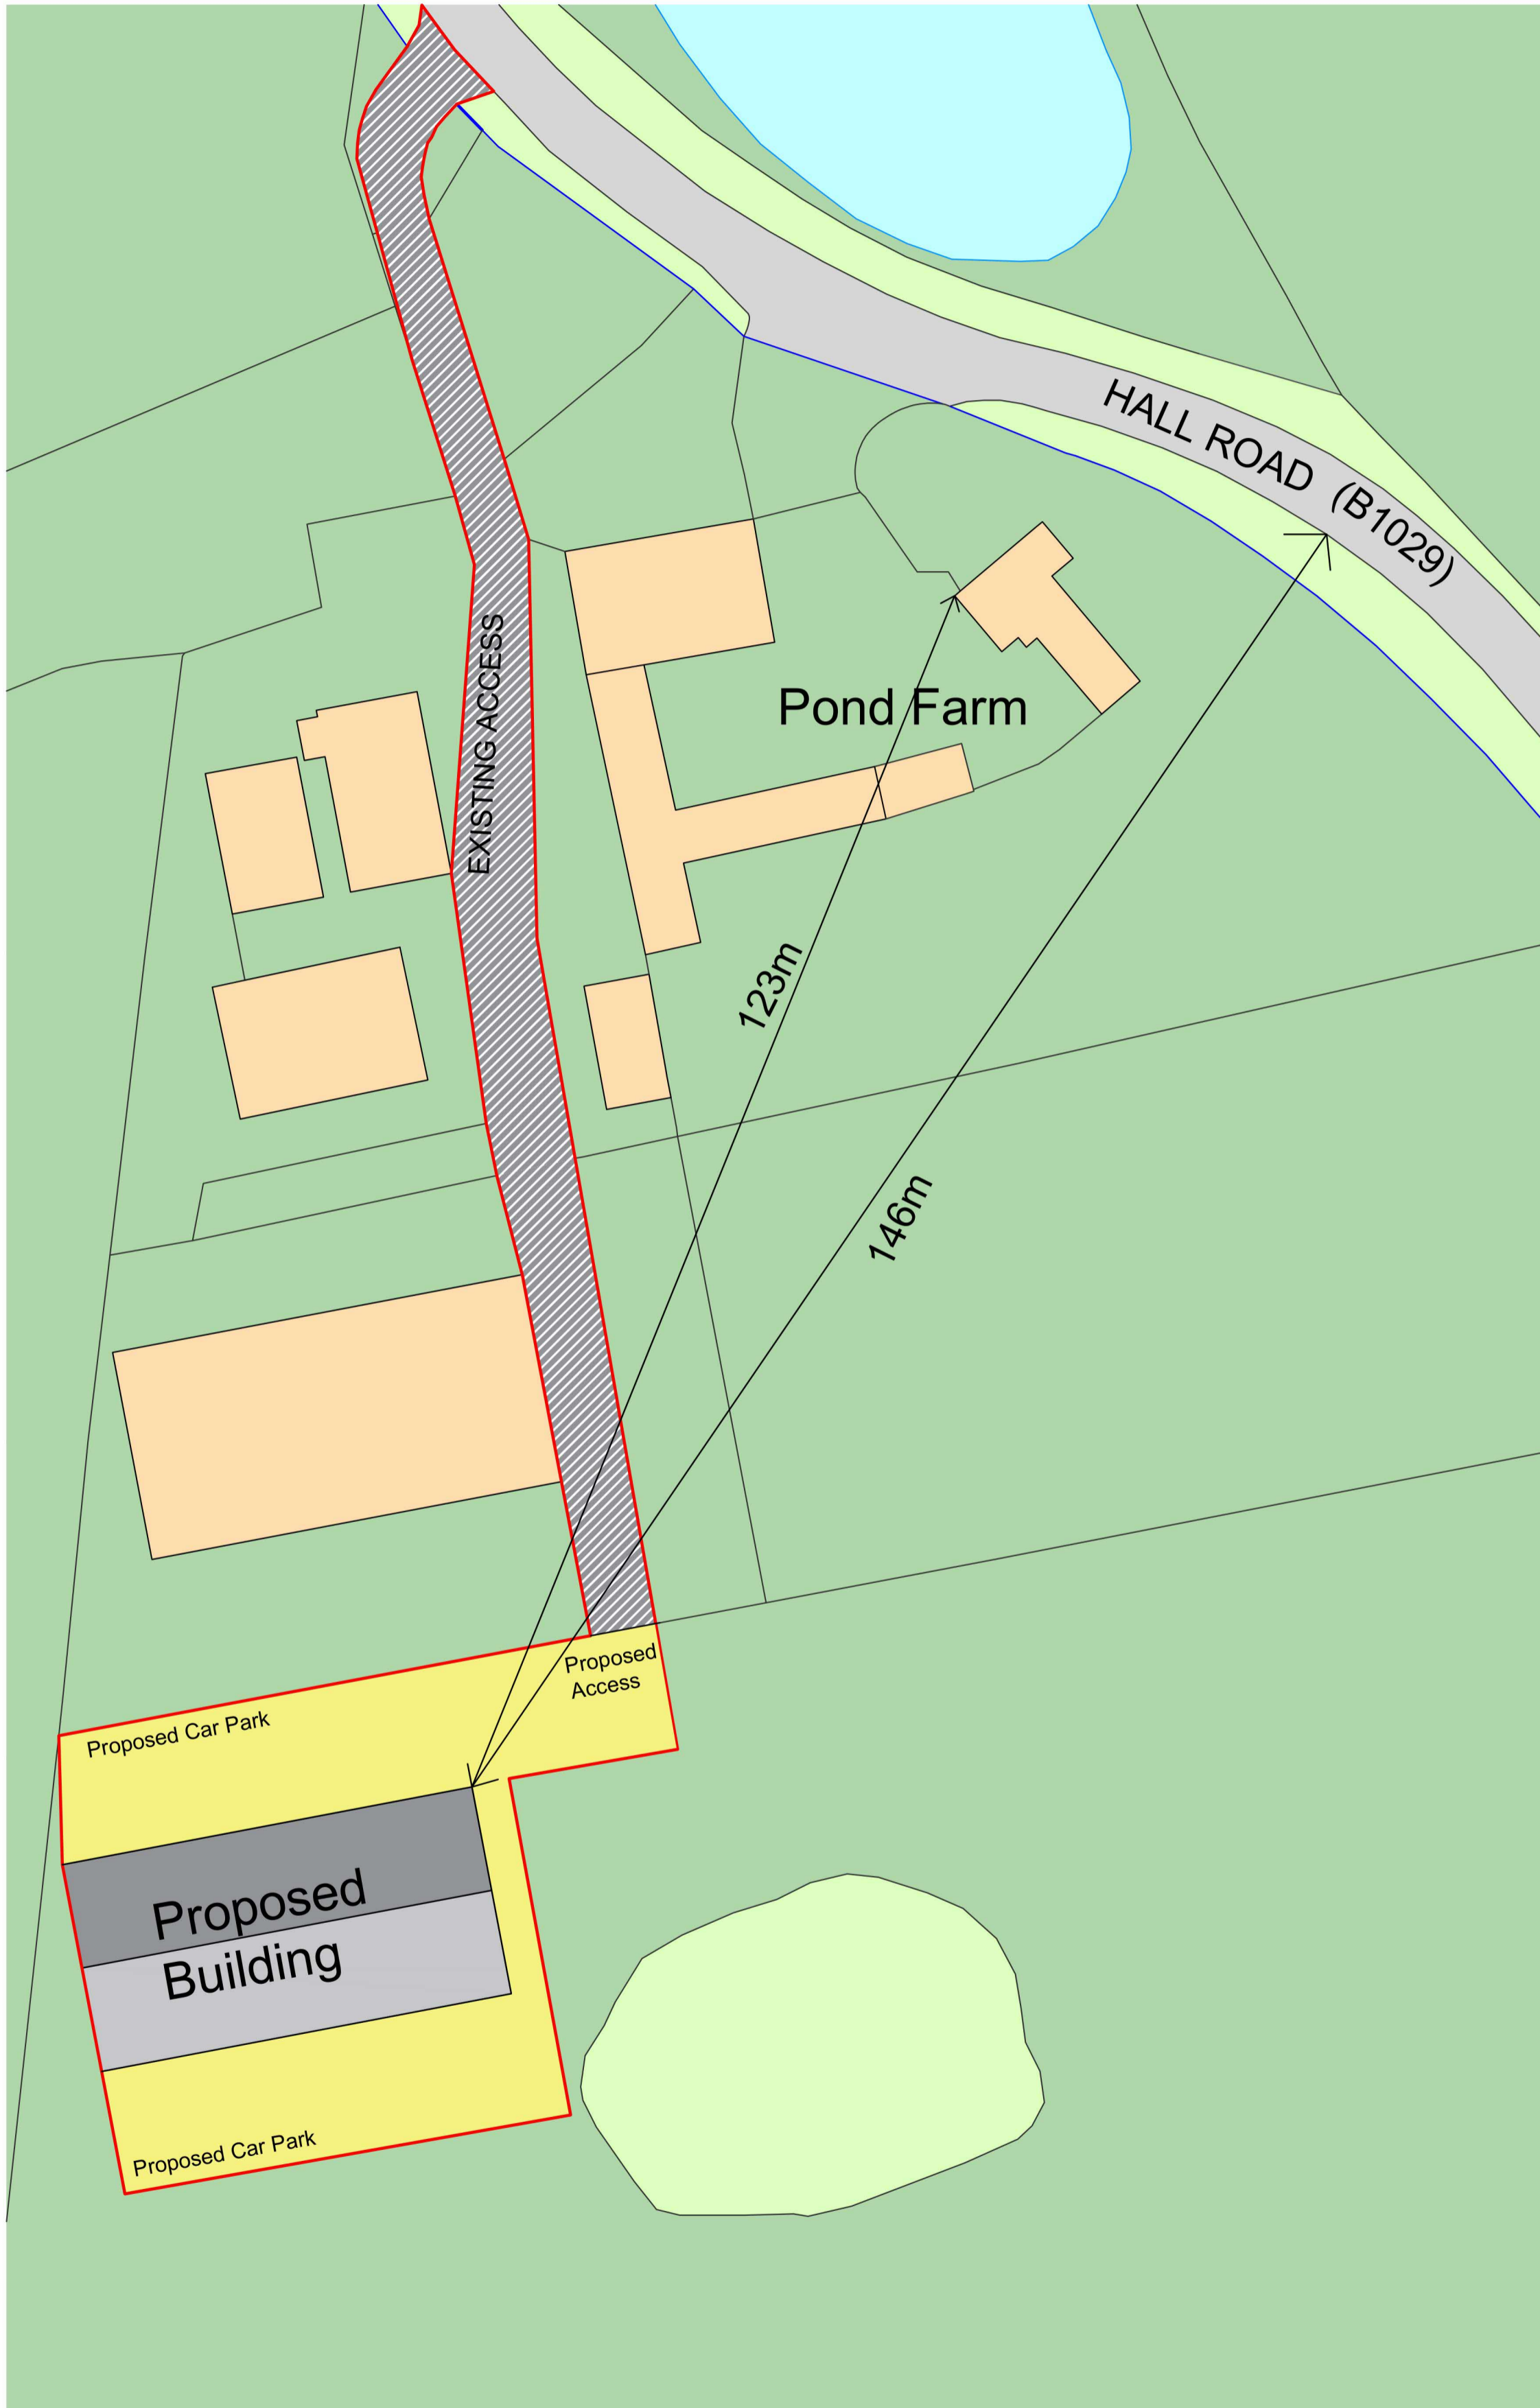 HALL ROAD (B1029)
EXISTING ACCESS
Pond Farm
123m
146m
Proposed
Access
Proposed Car Park
Proposed
Building
Proposed Car Park